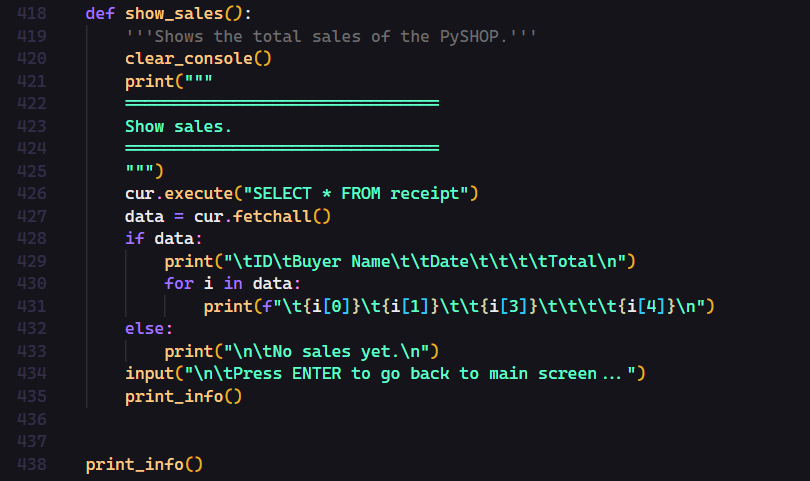 418 def show_sales():
419     '''Shows the total sales of the PySHOP.'''
420     clear_console()
421     print("""
422     ================================
423     Show sales.
424     ================================
425     """)
426     cur.execute("SELECT * FROM receipt")
427     data = cur.fetchall()
428     if data:
429         print("\tID\tBuyer Name\t\tDate\t\t\t\tTotal\n")
430         for i in data:
431             print(f"\t{i[0]}\t{i[1]}\t\t{i[3]}\t\t\t\t{i[4]}\n")
432     else:
433         print("\n\tNo sales yet.\n")
434     input("\n\tPress ENTER to go back to main screen...")
435     print_info()
436
437
438 print_info()